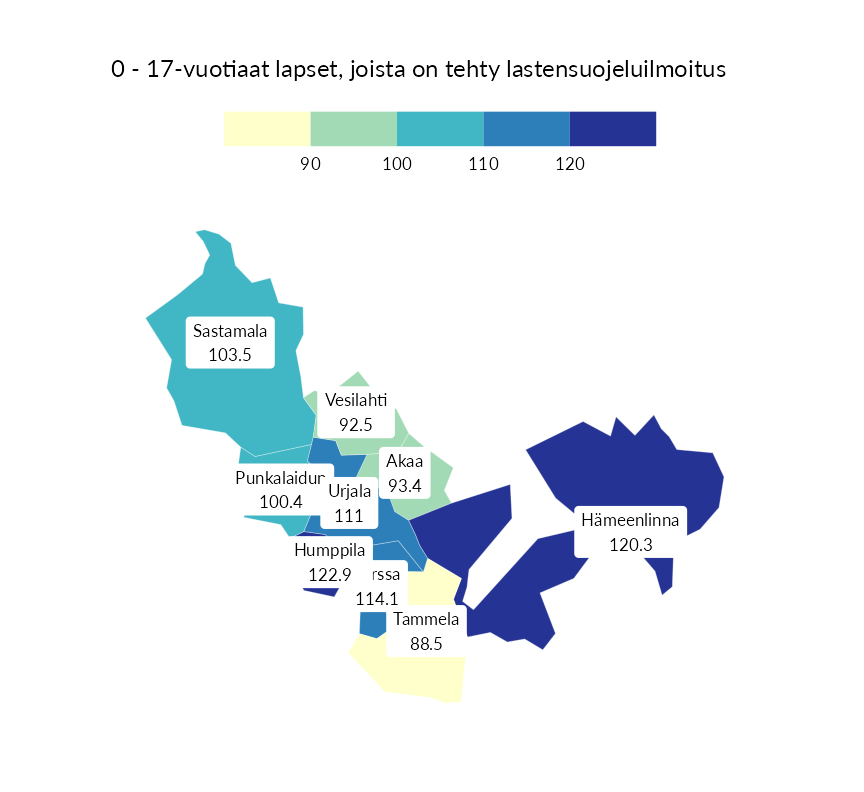 0 - 17-vuotiaat lapset, joista on tehty lastensuojeluilmoitus
90 100 110 120
Sastamala
103.5
Vesilahti
92.5
Akaa
93.4
Punkalaidun
100.4
Urjala
111
Hämeenlinna
120.3
Humppila
122.9
rssa
114.1
Tammela
88.5